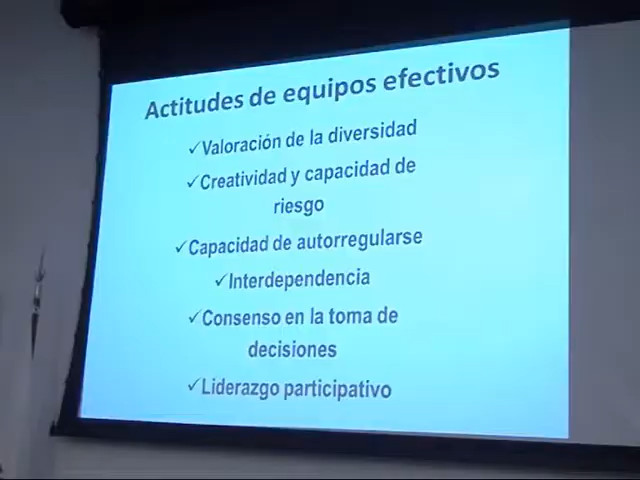 Actitudes de equipos efectivos
✓Valoración de la diversidad
✓Creatividad y capacidad de
riesgo
✓Capacidad de autorregularse
✓Interdependencia
✓Consenso en la toma de
decisiones
✓Liderazgo participativo